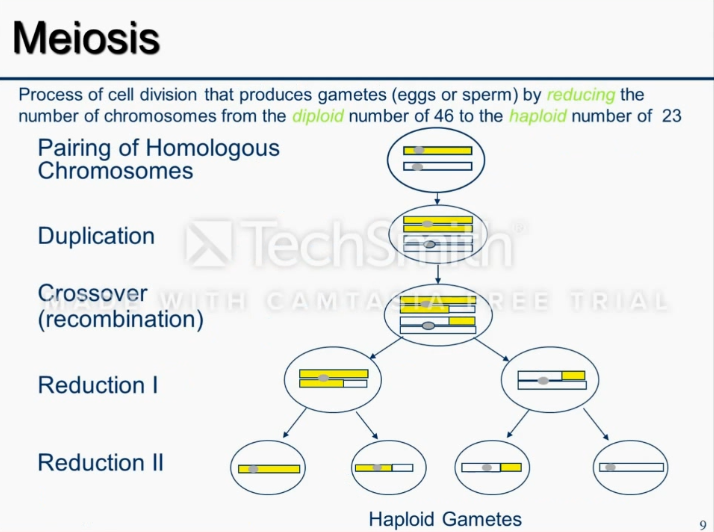 Meiosis
Process of cell division that produces gametes (eggs or sperm) by reducing the
number of chromosomes from the diploid number of 46 to the haploid number of 23
Pairing of Homologous
Chromosomes
Duplication
TechSmith
Crossover
MADE WITH CAMTASIA FREE TRIAL
(recombination)
Reduction I
Reduction II
Haploid Gametes
9